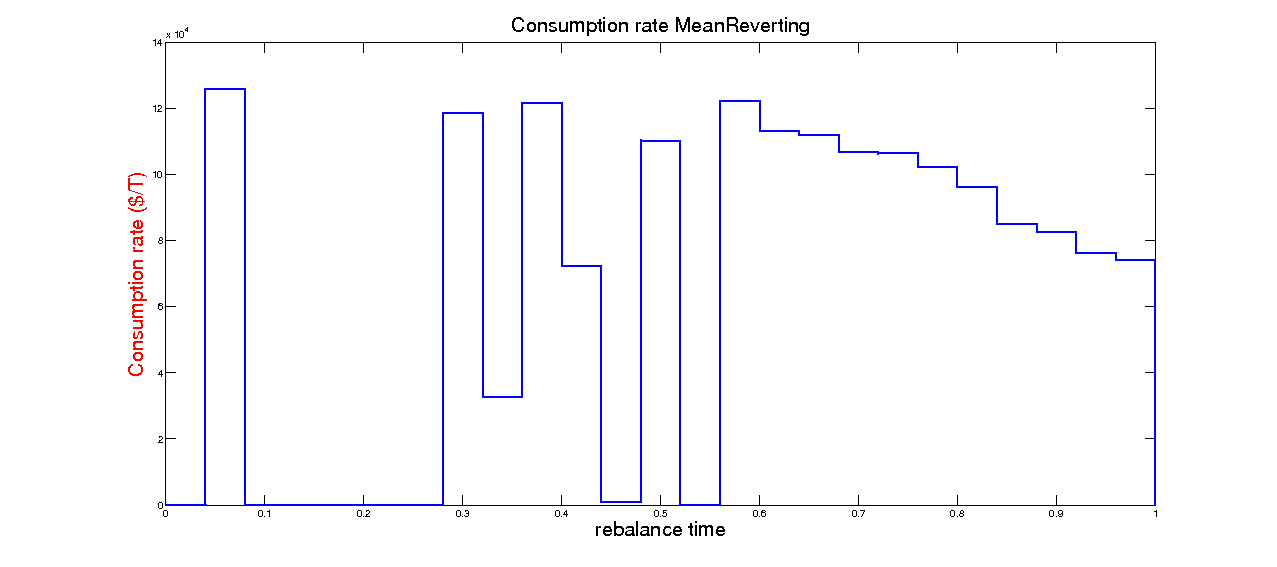 Consumption rate MeanReverting
x 10^4
14
12
10
8
6
4
2
0
Consumption rate ($/T)
0 0.1 0.2 0.3 0.4 0.5 0.6 0.7 0.8 0.9 1
rebalance time